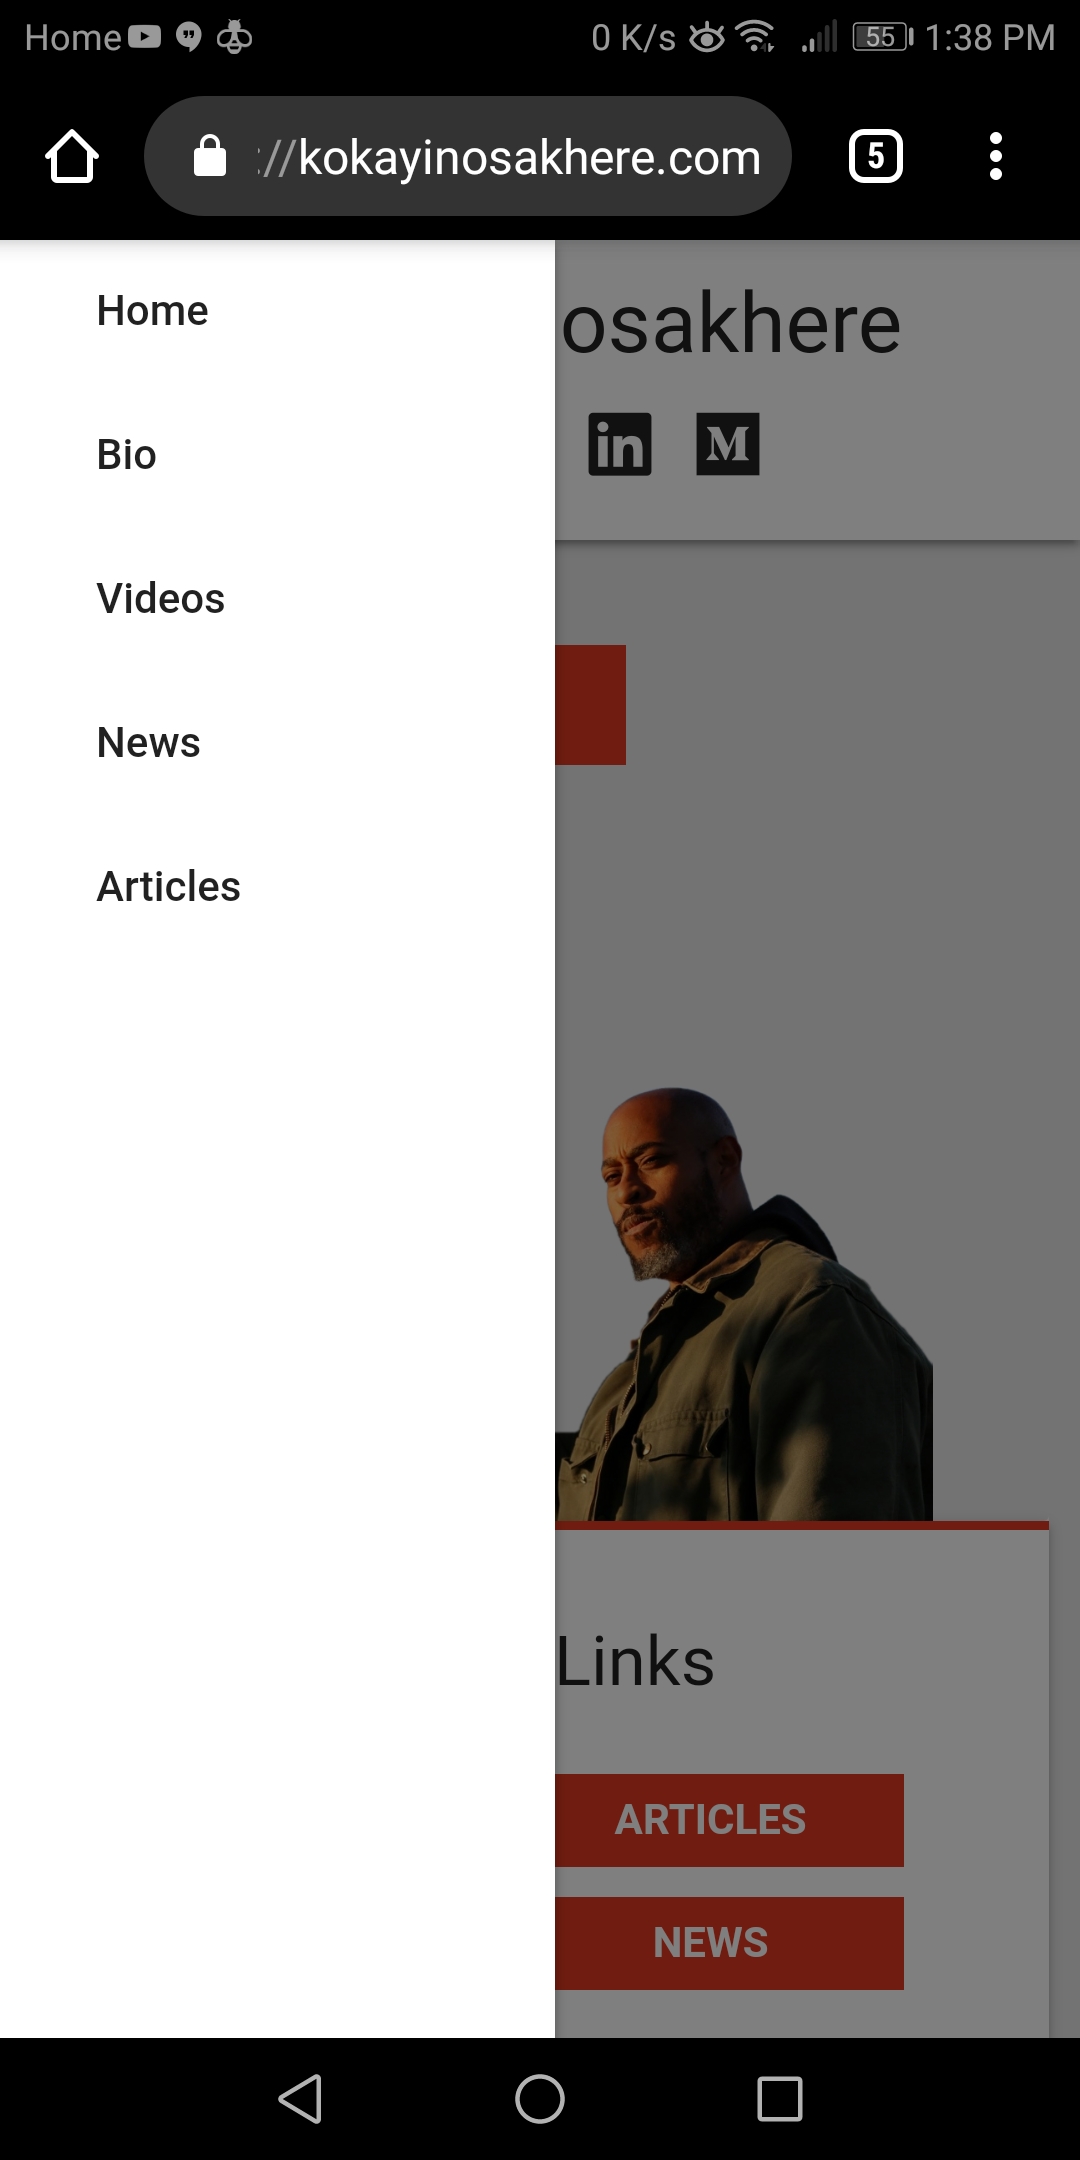 Home 0 K/s 55 1:38 PM
://kokayinosakhere.com 5
Home
osakhere
in M
Bio
Videos
News
Articles
Links
ARTICLES
NEWS